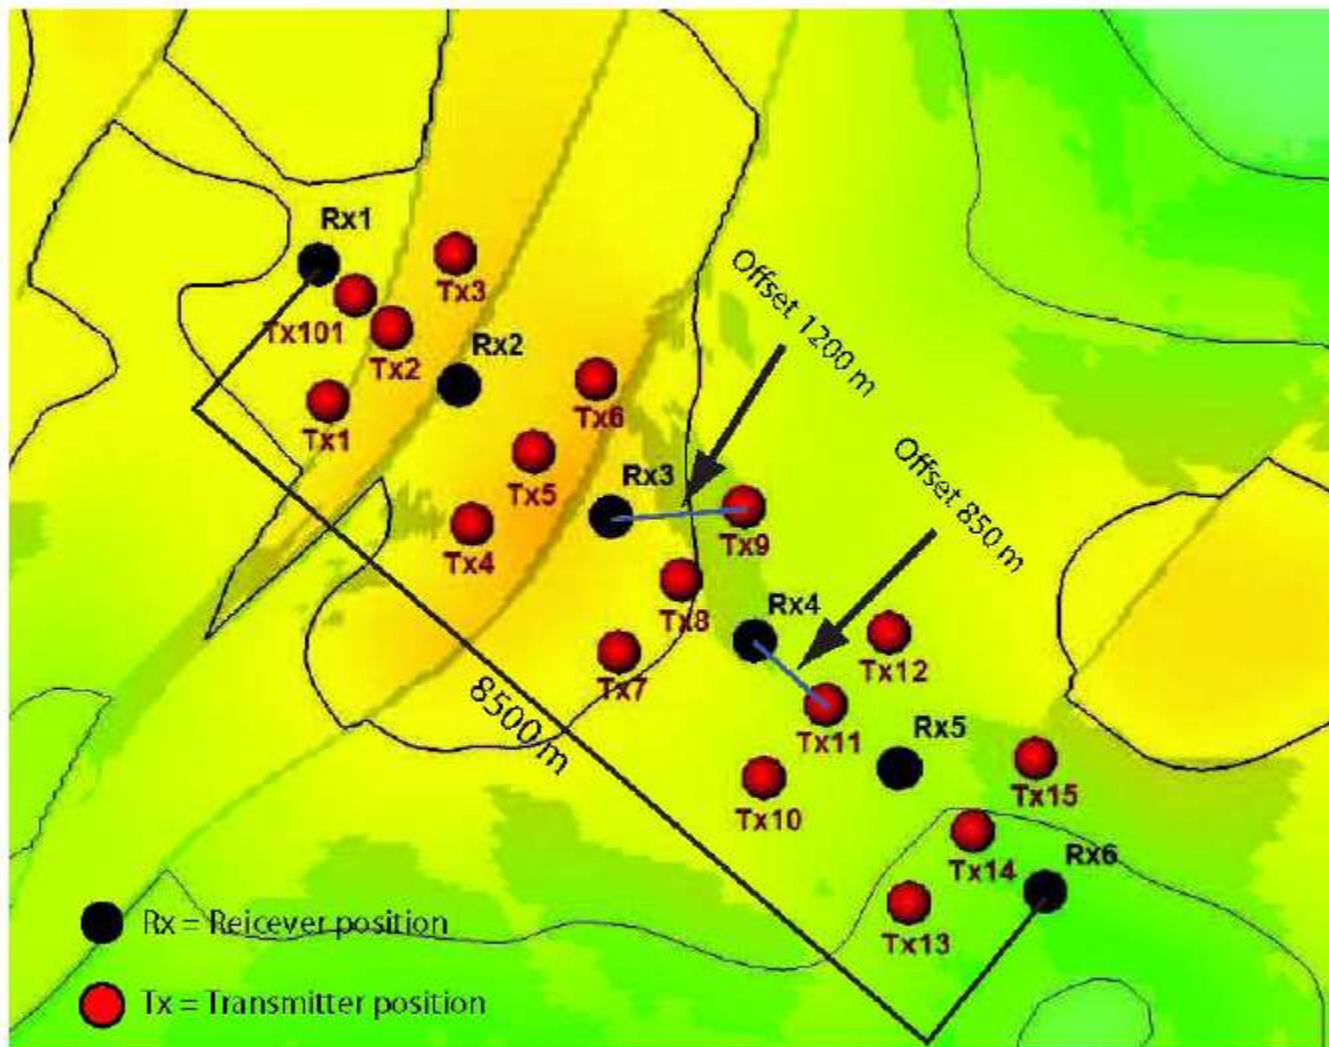 Rx1
Tx3
Tx101
Tx2
Rx2
Tx1
Tx6
Tx5
Rx3
Tx4
Tx9
Offset 1200 m
Offset 850 m
Tx8
Rx4
Tx7
Tx12
8500 m
Tx11
Rx5
Tx10
Tx15
Tx14
Rx6
Tx13
Rx = Reicever position
Tx = Transmitter position